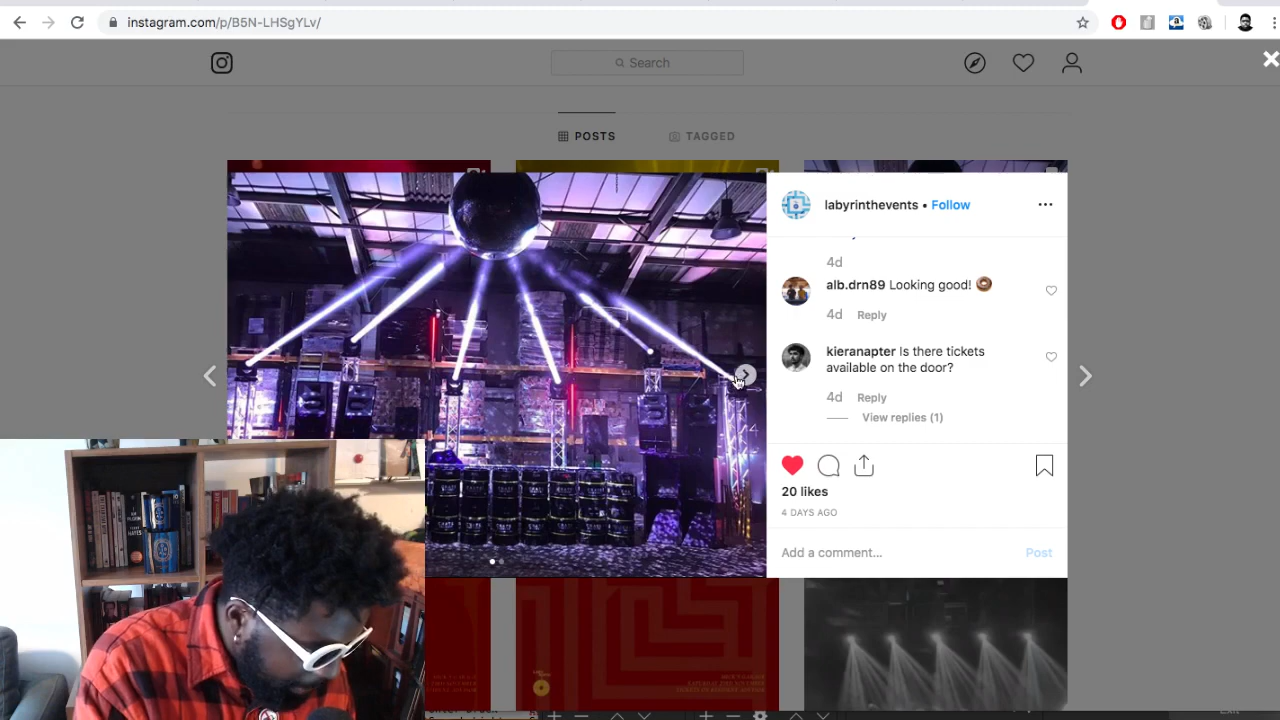 instagram.com/p/B5N-LHSgYLv/
Search
POSTS
TAGGED
labyrinthevents • Follow
4d
alb.drn89 Looking good! 🍩
4d Reply
kieranapter Is there tickets
available on the door?
4d Reply
View replies (1)
20 likes
4 DAYS AGO
Add a comment... Post